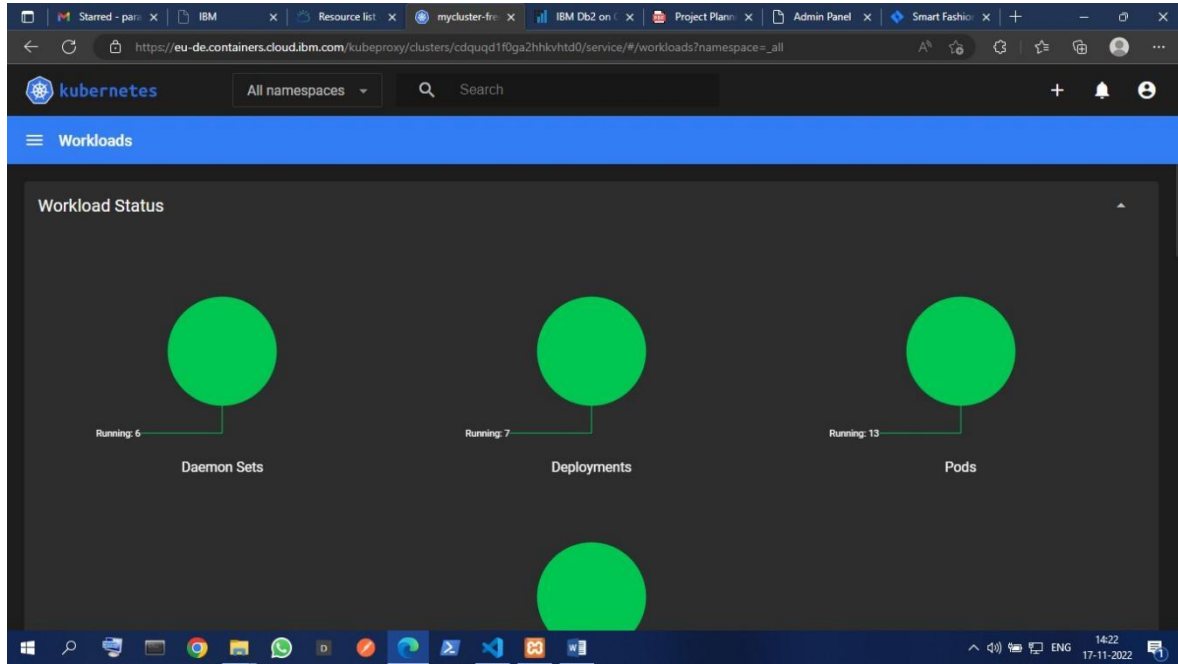 Starred - para
IBM
Resource list
mycluster-fre
IBM Db2 on C
Project Plann
Admin Panel
Smart Fashion
https://eu-de.containers.cloud.ibm.com/kubeproxy/clusters/cdquqd1f0ga2hhkvhtd0/service/#/workloads?namespace=_all
kubernetes
All namespaces
Search
Workloads
Workload Status
Running: 6
Running: 7
Running: 13
Daemon Sets
Deployments
Pods
ENG
14:22
17-11-2022